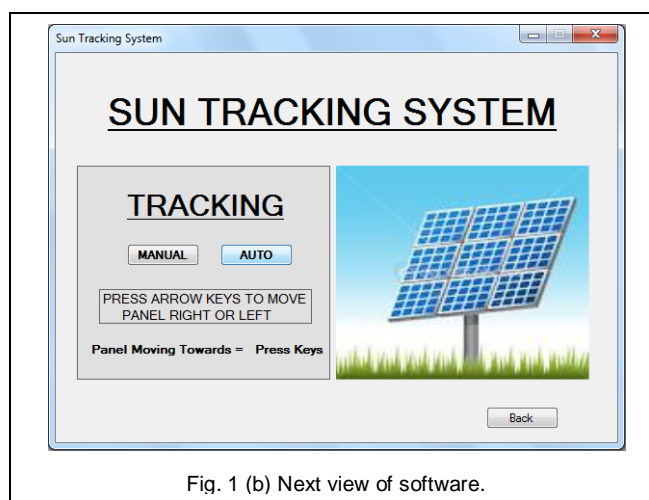 Sun Tracking System
SUN TRACKING SYSTEM
TRACKING
MANUAL AUTO
PRESS ARROW KEYS TO MOVE
PANEL RIGHT OR LEFT
Panel Moving Towards = Press Keys
Back
Fig. 1 (b) Next view of software.